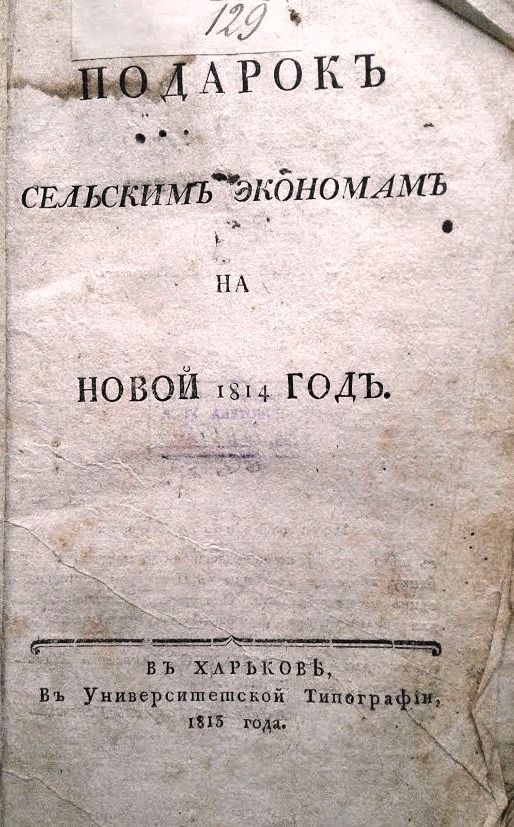 129
ПОДАРОКЪ
СЕЛЬСКИМЪ ЭКОНОМАМЪ
НА
НОВОЙ 1814 ГОДЪ.
ВЪ ХАРЬКОВѢ,
Въ Университетской Типографіи,
1813 года.